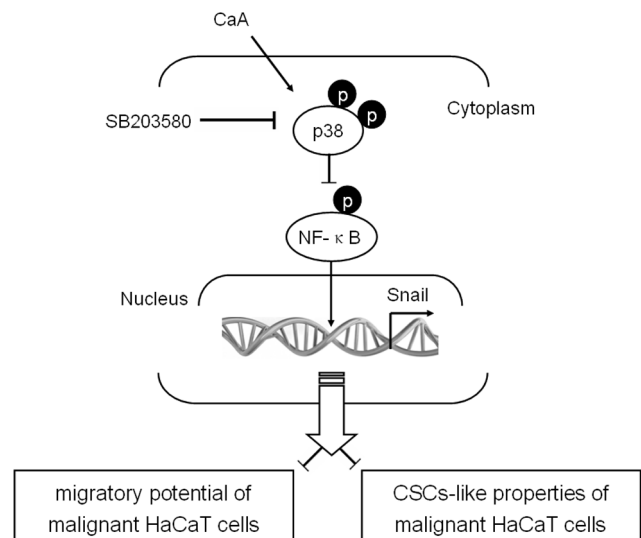 CaA
Cytoplasm
p
p
SB203580
p38
p
NF- κ B
Nucleus
Snail
migratory potential of
malignant HaCaT cells
CSCs-like properties of
malignant HaCaT cells